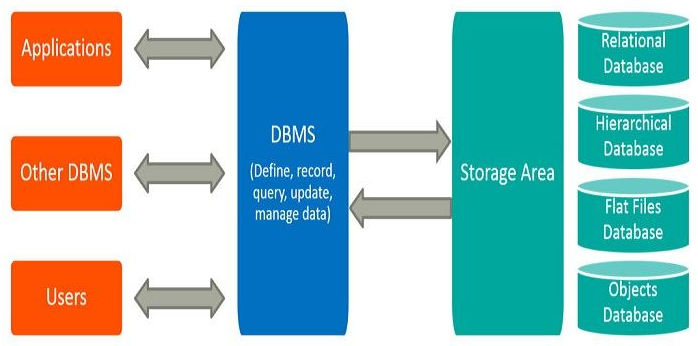 Applications
Other DBMS
Users
DBMS
(Define, record,
query, update,
manage data)
Storage Area
Relational
Database
Hierarchical
Database
Flat Files
Database
Objects
Database